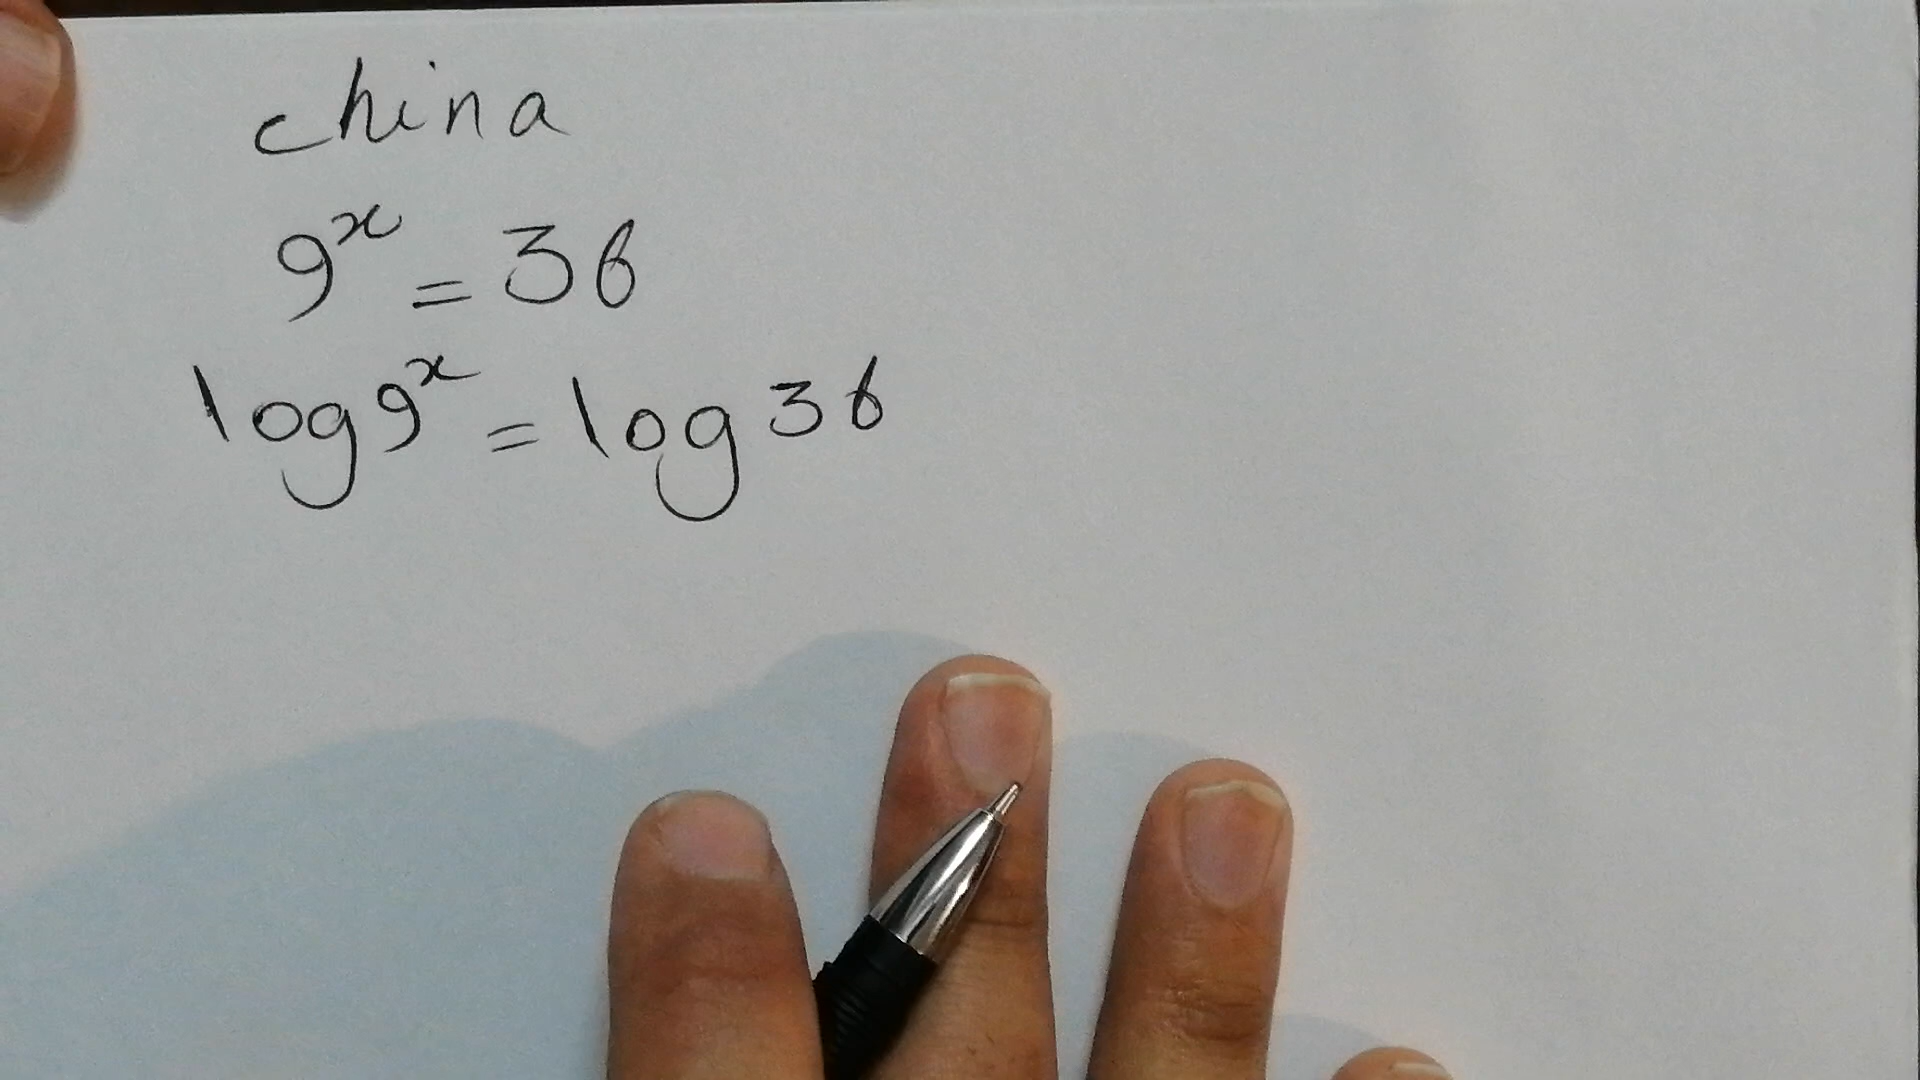 china
9^x = 36
log 9^x = log 36